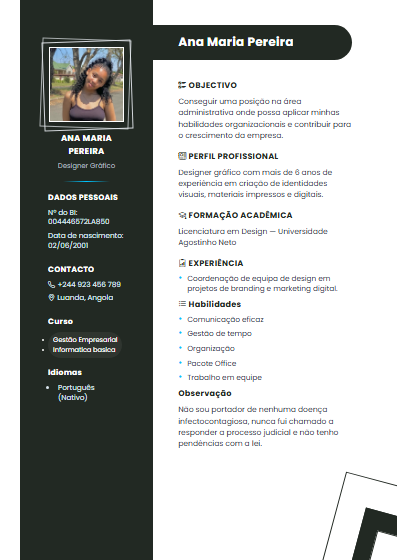 Ana Maria Pereira
ANA MARIA
PEREIRA
Designer Gráfico
DADOS PESSOAIS
Nº do BI:
004446572LA850
Data de nascimento:
02/06/2001
CONTACTO
+244 923 456 789
Luanda, Angola
Curso
• Gestão Empresarial
• Informatica basica
Idiomas
• Português
(Nativo)
OBJECTIVO
Conseguir uma posição na área
administrativa onde possa aplicar minhas
habilidades organizacionais e contribuir para
o crescimento da empresa.
PERFIL PROFISSIONAL
Designer gráfico com mais de 6 anos de
experiência em criação de identidades
visuais, materiais impressos e digitais.
FORMAÇÃO ACADÊMICA
Licenciatura em Design — Universidade
Agostinho Neto
EXPERIÊNCIA
• Coordenação de equipa de design em
projetos de branding e marketing digital.
Habilidades
• Comunicação eficaz
• Gestão de tempo
• Organização
• Pacote Office
• Trabalho em equipe
Observação
Não sou portador de nenhuma doença
infectocontagiosa, nunca fui chamado a
responder a processo judicial e não tenho
pendências com a lei.